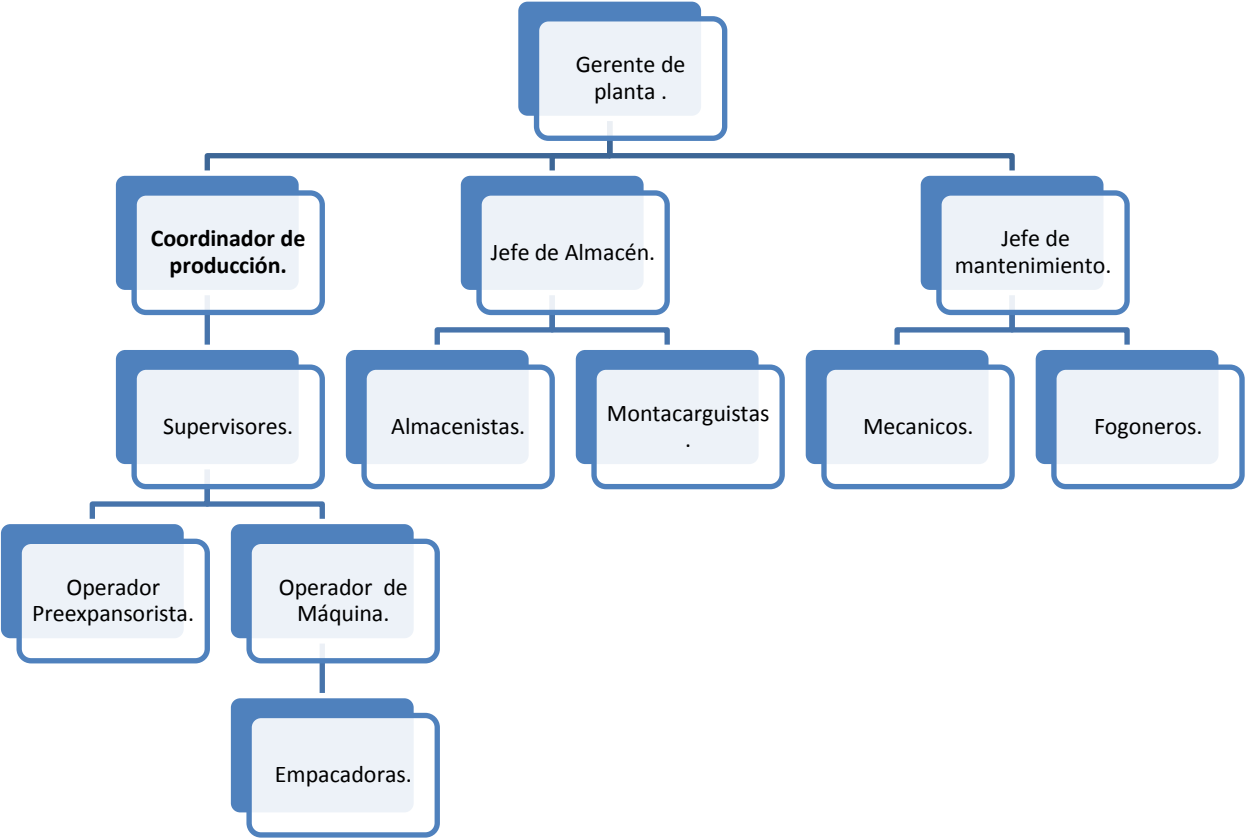 Gerente de
planta .
Coordinador de
producción.
Jefe de Almacén.
Jefe de
mantenimiento.
Supervisores.
Almacenistas.
Montacarguistas
.
Mecanicos.
Fogoneros.
Operador
Preexpansorista.
Operador  de
Máquina.
Empacadoras.